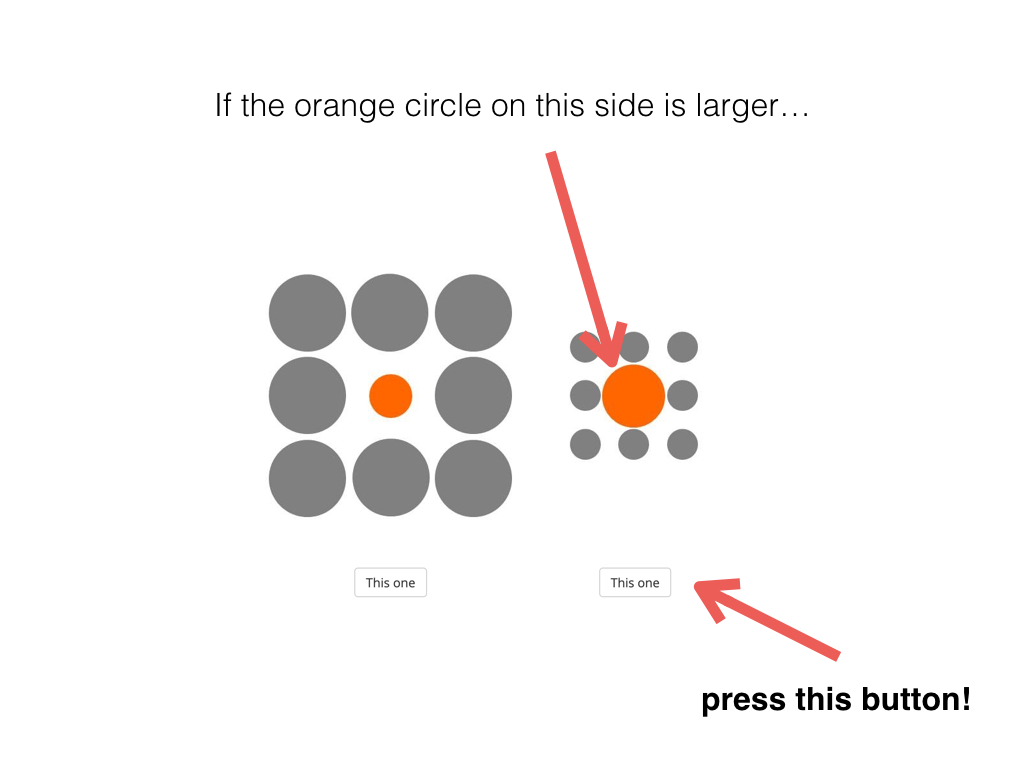 If the orange circle on this side is larger…
This one
This one
press this button!